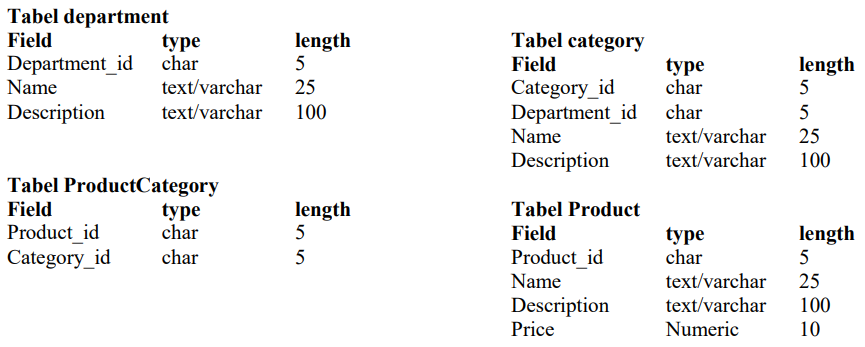 Tabel department
Field type length
Department_id char 5
Name text/varchar 25
Description text/varchar 100
Tabel category
Field type length
Category_id char 5
Department_id char 5
Name text/varchar 25
Description text/varchar 100
Tabel ProductCategory
Field type length
Product_id char 5
Category_id char 5
Tabel Product
Field type length
Product_id char 5
Name text/varchar 25
Description text/varchar 100
Price Numeric 10